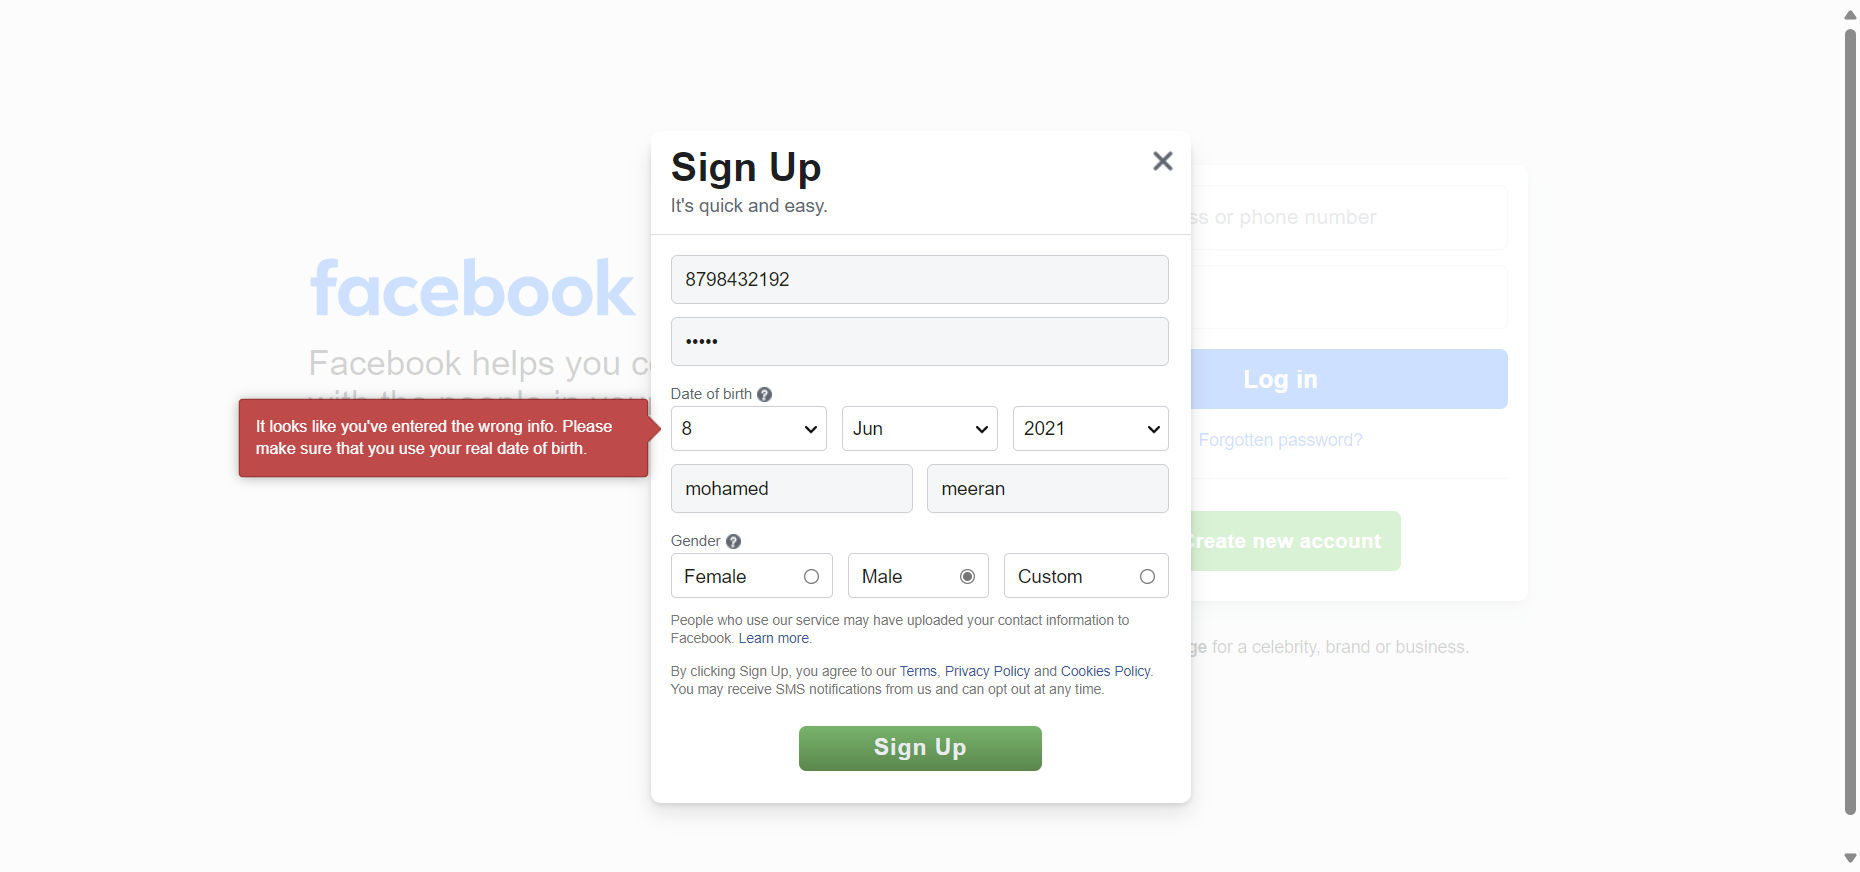 Sign Up
It's quick and easy.
8798432192
•••••
Date of birth ?
8 Jun 2021
mohamed meeran
Gender ?
Female Male Custom
People who use our service may have uploaded your contact information to
Facebook. Learn more.
By clicking Sign Up, you agree to our Terms, Privacy Policy and Cookies Policy.
You may receive SMS notifications from us and can opt out at any time.
Sign Up
It looks like you've entered the wrong info. Please
make sure that you use your real date of birth.
facebook
Facebook helps you
with the people in
or phone number
Log in
Forgotten password?
Create new account
for a celebrity, brand or business.